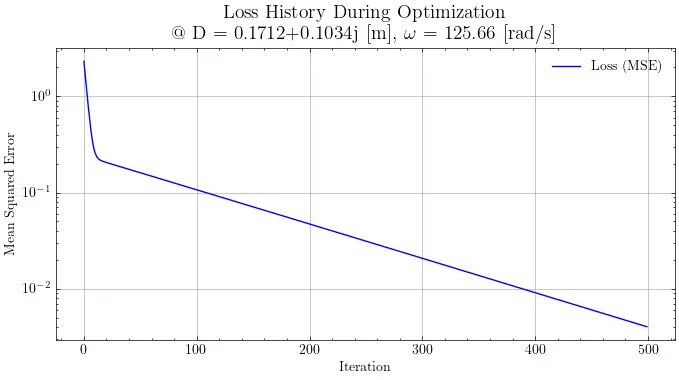 Loss History During Optimization
@ D = 0.1712+0.1034j [m], ω = 125.66 [rad/s]
Loss (MSE)
Mean Squared Error
10⁰
10⁻¹
10⁻²
0 100 200 300 400 500
Iteration